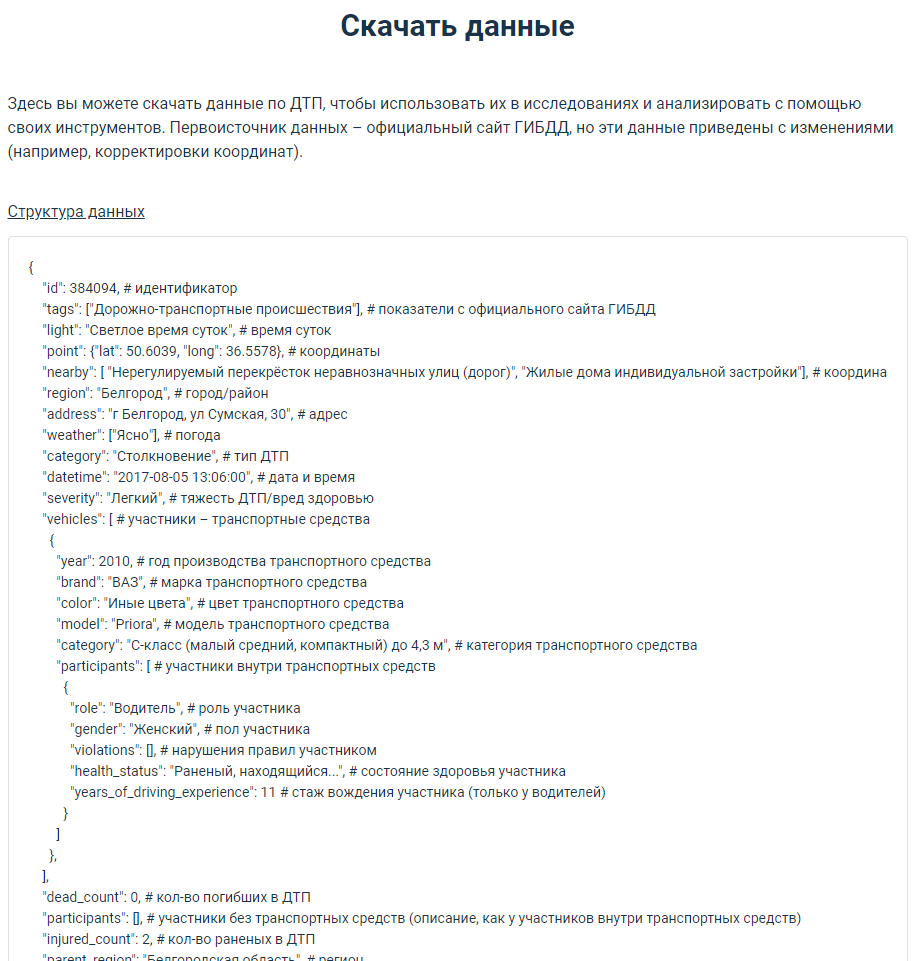 Скачать данные
Здесь вы можете скачать данные по ДТП, чтобы использовать их в исследованиях и анализировать с помощью
своих инструментов. Первоисточник данных – официальный сайт ГИБДД, но эти данные приведены с изменениями
(например, корректировки координат).
Структура данных
{
"id": 384094, # идентификатор
"tags": ["Дорожно-транспортные происшествия"], # показатели с официального сайта ГИБДД
"light": "Светлое время суток", # время суток
"point": {"lat": 50.6039, "long": 36.5578}, # координаты
"nearby": [ "Нерегулируемый перекрёсток неравнозначных улиц (дорог)", "Жилые дома индивидуальной застройки"], # координа
"region": "Белгород", # город/район
"address": "г Белгород, ул Сумская, 30", # адрес
"weather": ["Ясно"], # погода
"category": "Столкновение", # тип ДТП
"datetime": "2017-08-05 13:06:00", # дата и время
"severity": "Легкий", # тяжесть ДТП/вред здоровью
"vehicles": [ # участники – транспортные средства
{
"year": 2010, # год производства транспортного средства
"brand": "ВАЗ", # марка транспортного средства
"color": "Иные цвета", # цвет транспортного средства
"model": "Priora", # модель транспортного средства
"category": "С-класс (малый средний, компактный) до 4,3 м", # категория транспортного средства
"participants": [ # участники внутри транспортных средств
{
"role": "Водитель", # роль участника
"gender": "Женский", # пол участника
"violations": [], # нарушения правил участником
"health_status": "Раненый, находящийся...", # состояние здоровья участника
"years_of_driving_experience": 11 # стаж вождения участника (только у водителей)
}
]
},
],
"dead_count": 0, # кол-во погибших в ДТП
"participants": [], # участники без транспортных средств (описание, как у участников внутри транспортных средств)
"injured_count": 2, # кол-во раненых в ДТП
"parent_region": "Белгородская область", # регион